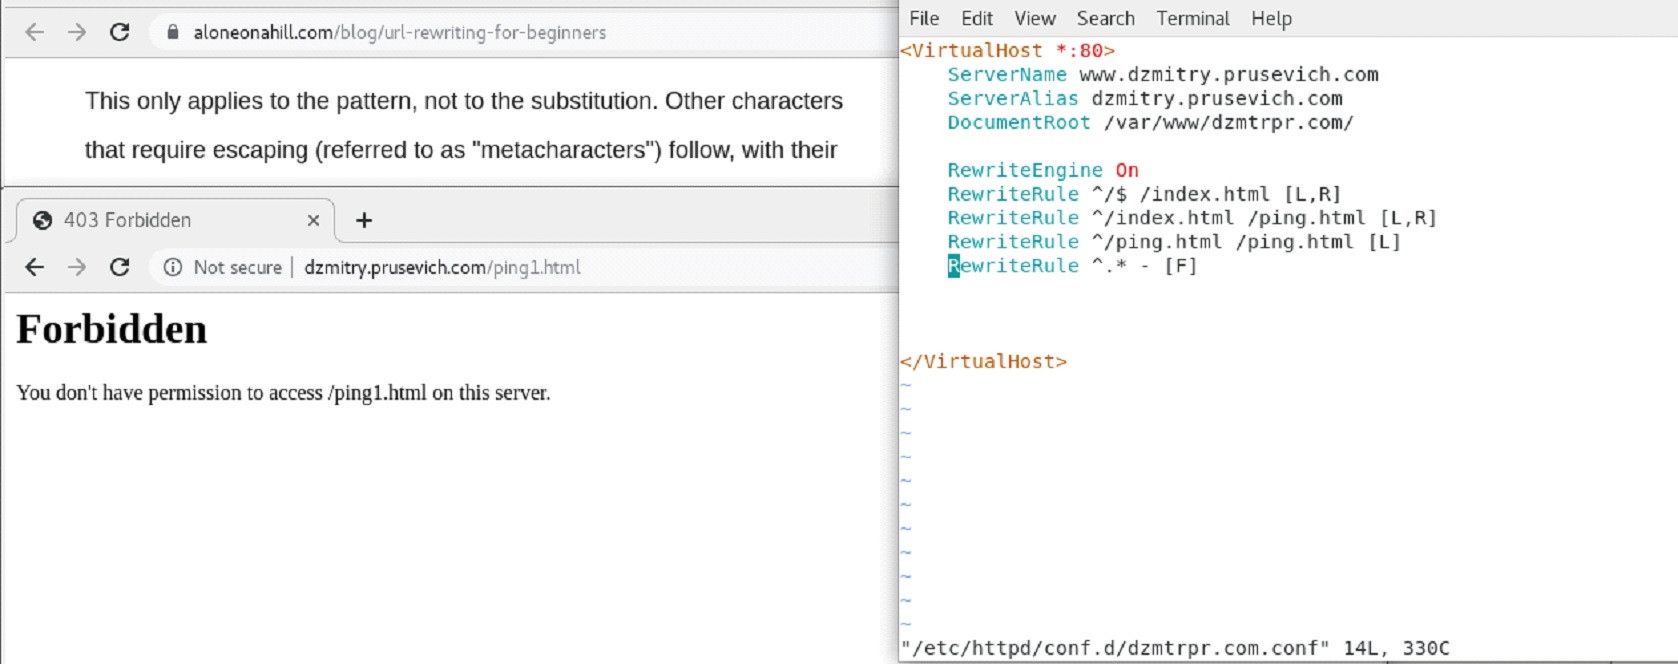 aloneonahill.com/blog/url-rewriting-for-beginners
This only applies to the pattern, not to the substitution. Other characters
that require escaping (referred to as "metacharacters") follow, with their
403 Forbidden
Not secure | dzmitry.prusevich.com/ping1.html
Forbidden
You don't have permission to access /ping1.html on this server.
File Edit View Search Terminal Help
<VirtualHost *:80>
    ServerName www.dzmitry.prusevich.com
    ServerAlias dzmitry.prusevich.com
    DocumentRoot /var/www/dzmtrpr.com/
    RewriteEngine On
    RewriteRule ^/$ /index.html [L,R]
    RewriteRule ^/index.html /ping.html [L,R]
    RewriteRule ^/ping.html /ping.html [L]
    RewriteRule ^.* - [F]
</VirtualHost>
~
~
~
~
~
~
~
~
~
~
~
"/etc/httpd/conf.d/dzmtrpr.com.conf" 14L, 330C